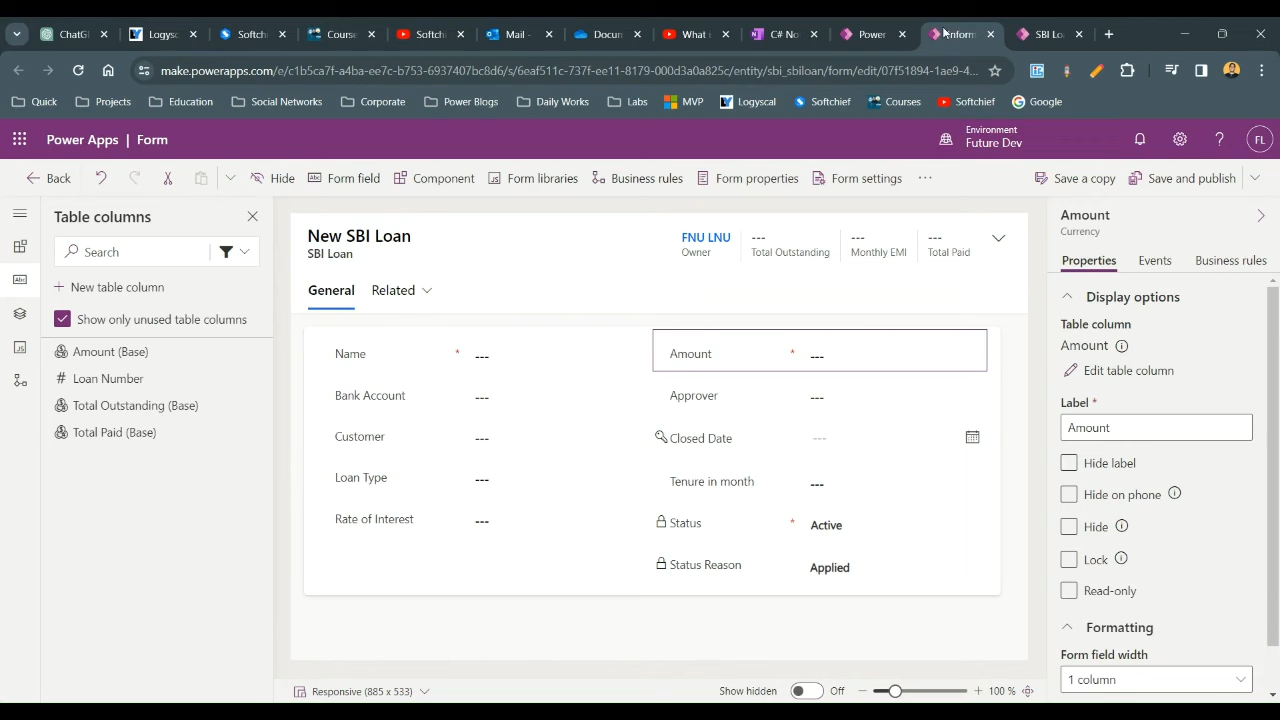 ChatG
Logysc
Softch
Course
Softchi
Mail -
Docun
What i
C# No
Power
nform
SBI Lo
make.powerapps.com/e/c1b5ca7f-a4ba-ee7c-b753-6937407bc8d6/s/6eaf511c-737f-ee11-8179-000d3a0a825c/entity/sbi_sbiloan/form/edit/07f51894-1ae9-4...
Quick
Projects
Education
Social Networks
Corporate
Power Blogs
Daily Works
Labs
MVP
Logyscal
Softchief
Courses
Softchief
Google
Power Apps | Form
Environment
Future Dev
FL
Back
Hide
Form field
Component
Form libraries
Business rules
Form properties
Form settings
Save a copy
Save and publish
Table columns
Search
New table column
Show only unused table columns
Amount (Base)
Loan Number
Total Outstanding (Base)
Total Paid (Base)
New SBI Loan
SBI Loan
FNU LNU
Owner
---
Total Outstanding
---
Monthly EMI
---
Total Paid
General
Related
Name * ---
Bank Account ---
Customer ---
Loan Type ---
Rate of Interest ---
Amount * ---
Approver ---
Closed Date ---
Tenure in month ---
Status * Active
Status Reason Applied
Responsive (885 x 533)
Show hidden
Off
100 %
Amount
Currency
Properties
Events
Business rules
Display options
Table column
Amount
Edit table column
Label *
Amount
Hide label
Hide on phone
Hide
Lock
Read-only
Formatting
Form field width
1 column